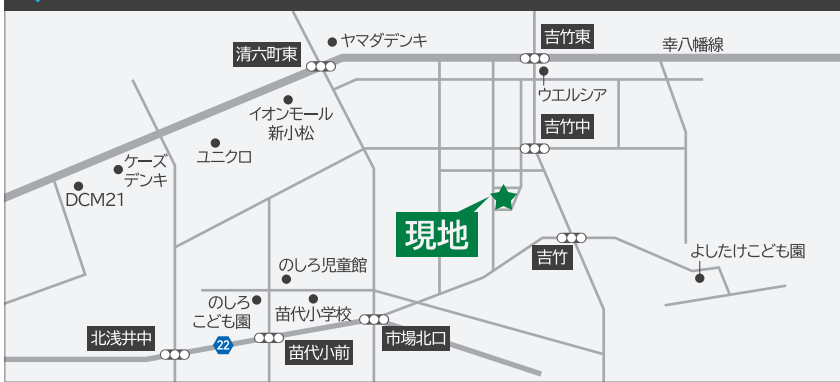 ヤマダデンキ
吉竹東
幸八幡線
清六町東
ウエルシア
イオンモール
新小松
吉竹中
ユニクロ
ケーズ
デンキ
DCM21
現地
吉竹
よしたけこども園
のしろ児童館
のしろ
こども園
苗代小学校
北浅井中
22
苗代小前
市場北口